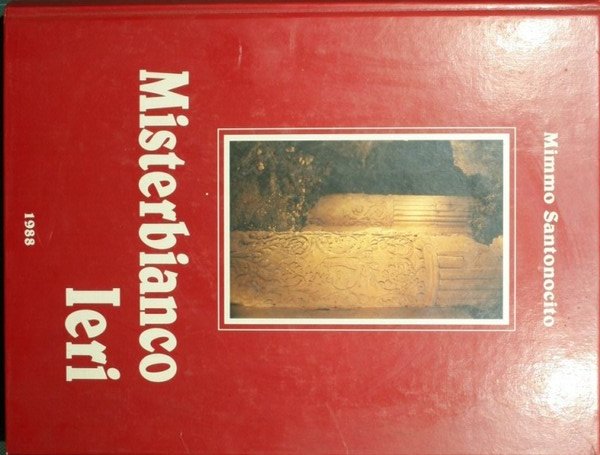 Mimmo Santonocito
Misterbianco
Ieri
1988